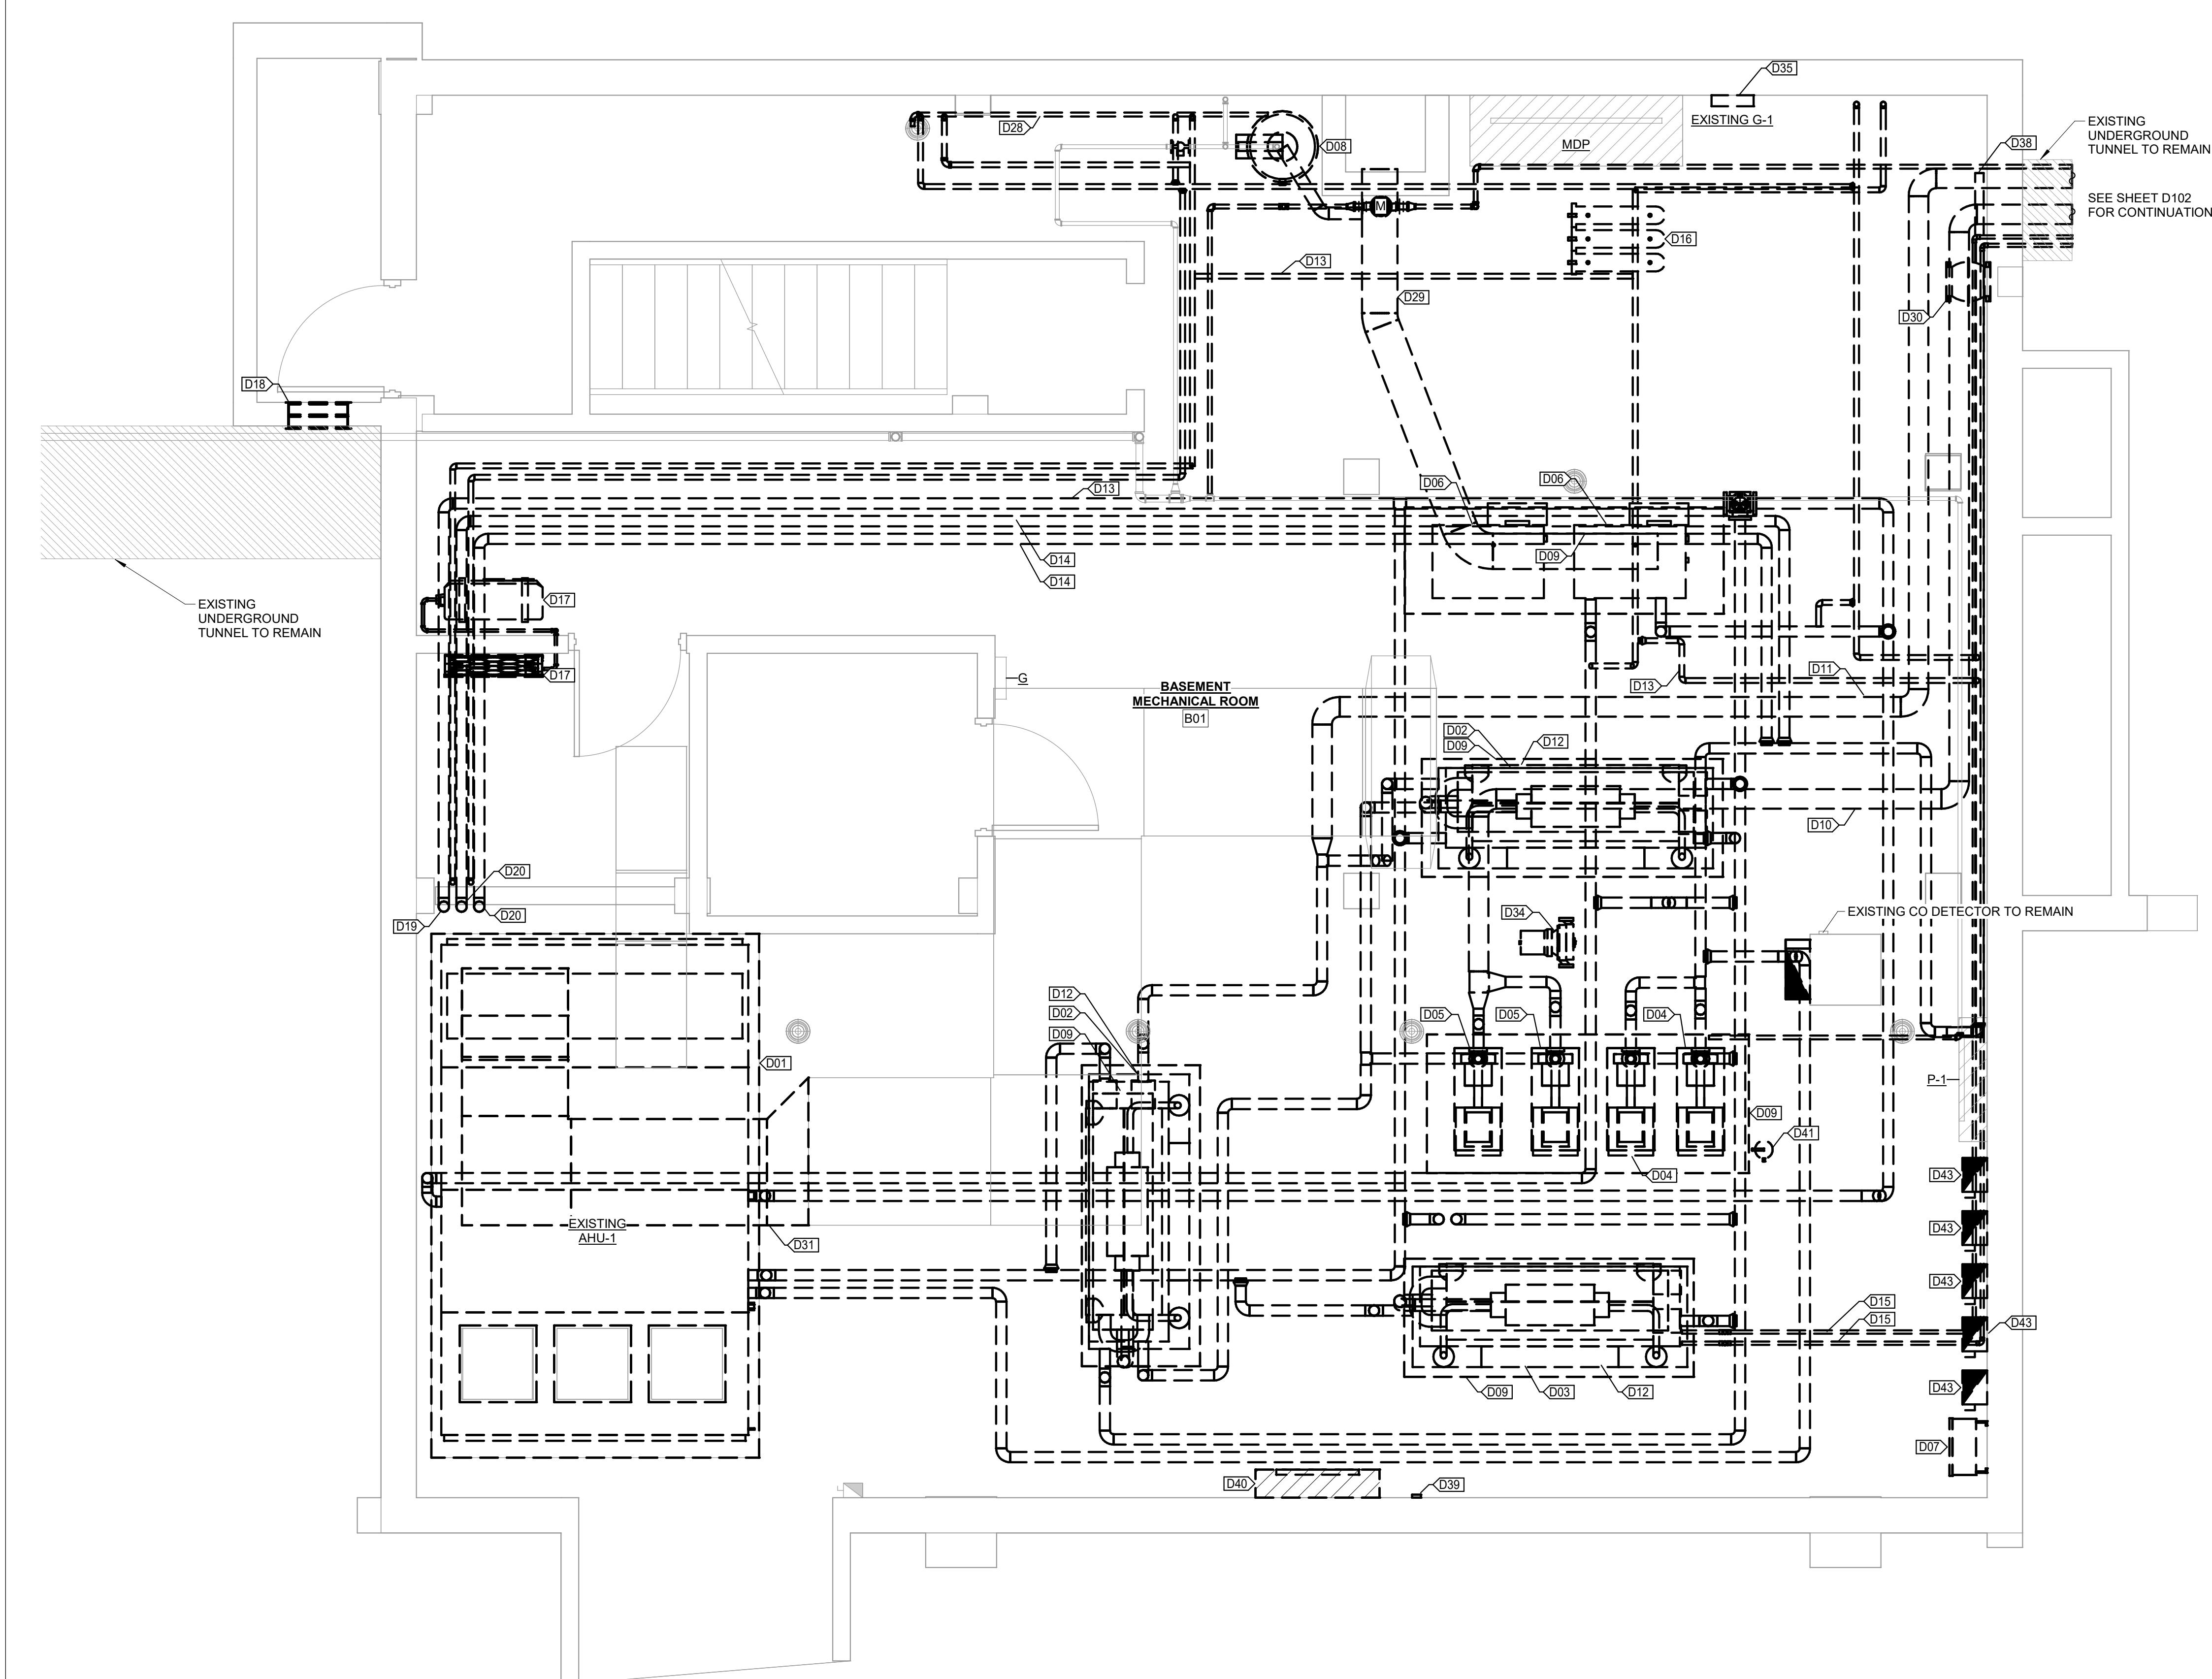 D35
EXISTING G-1
EXISTING
UNDERGROUND
TUNNEL TO REMAIN
D28
D08
MDP
D38
SEE SHEET D102
FOR CONTINUATION
M
D16
D13
D29
D30
D18
D06
D06
D13
D09
D14
D14
D17
EXISTING
UNDERGROUND
TUNNEL TO REMAIN
D17
G
BASEMENT
MECHANICAL ROOM
B01
D13
D11
D02
D12
D09
D10
D20
D20
D19
D34
EXISTING CO DETECTOR TO REMAIN
D12
D02
D09
D05
D05
D04
D01
P-1
D09
D41
D04
D43
EXISTING
AHU-1
D31
D43
D43
D15
D15
D43
D09
D03
D12
D43
D07
D40
D39